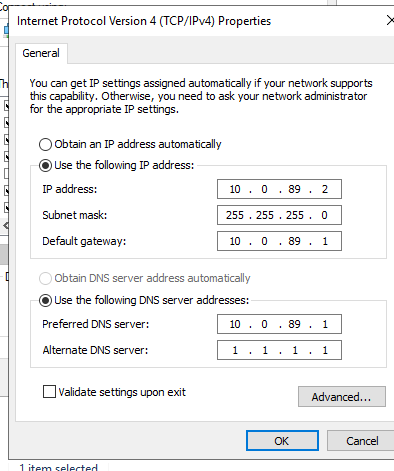 Internet Protocol Version 4 (TCP/IPv4) Properties
General
You can get IP settings assigned automatically if your network supports
this capability. Otherwise, you need to ask your network administrator
for the appropriate IP settings.
Obtain an IP address automatically
Use the following IP address:
IP address: 10 . 0 . 89 . 2
Subnet mask: 255 . 255 . 255 . 0
Default gateway: 10 . 0 . 89 . 1
Obtain DNS server address automatically
Use the following DNS server addresses:
Preferred DNS server: 10 . 0 . 89 . 1
Alternate DNS server: 1 . 1 . 1 . 1
Validate settings upon exit
Advanced...
OK Cancel
1 item selected